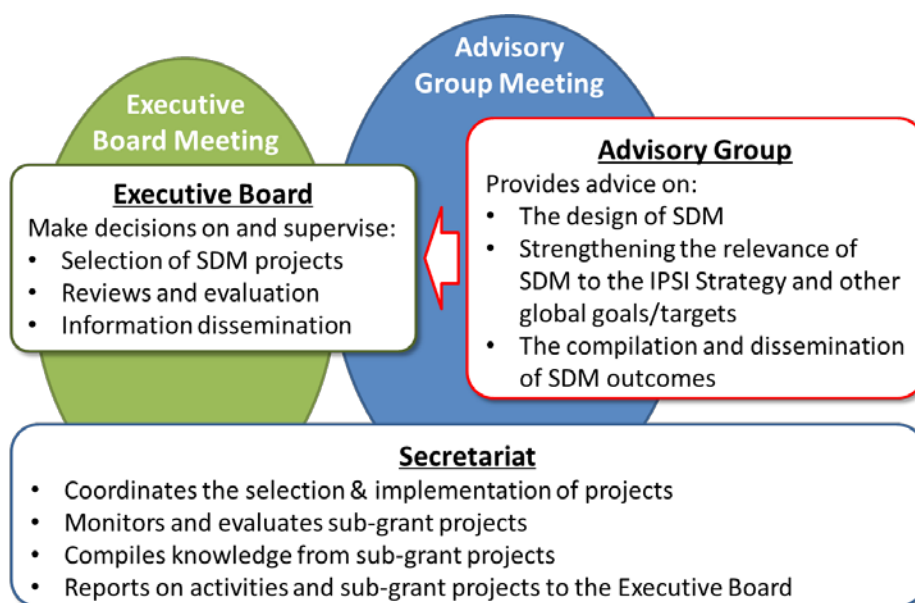 Executive
Board Meeting
Advisory
Group Meeting
Executive Board
Make decisions on and supervise:
• Selection of SDM projects
• Reviews and evaluation
• Information dissemination
Advisory Group
Provides advice on:
• The design of SDM
• Strengthening the relevance of
SDM to the IPSI Strategy and other
global goals/targets
• The compilation and dissemination
of SDM outcomes
Secretariat
• Coordinates the selection & implementation of projects
• Monitors and evaluates sub-grant projects
• Compiles knowledge from sub-grant projects
• Reports on activities and sub-grant projects to the Executive Board